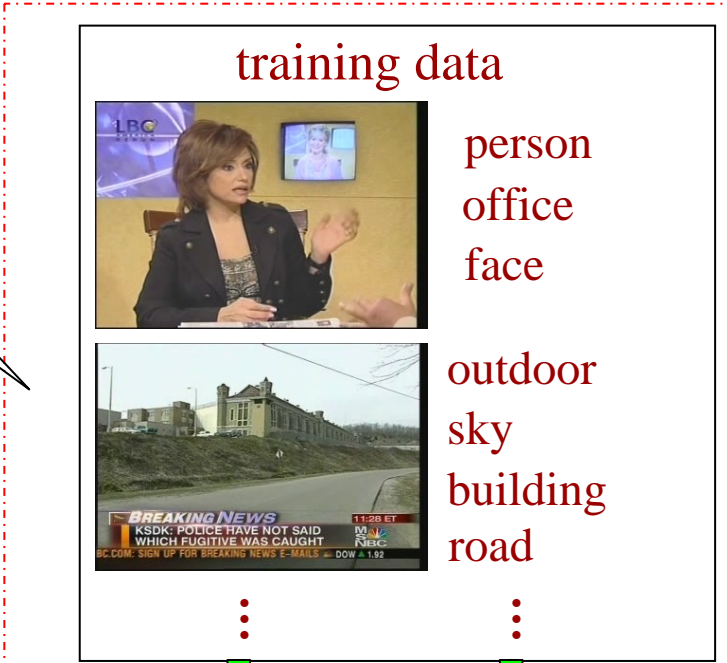 training data
LBC
person
office
face
outdoor
sky
building
road
BREAKING NEWS
11:28 ET
KSDK: POLICE HAVE NOT SAID
WHICH FUGITIVE WAS CAUGHT
MSNBC
BC.COM: SIGN UP FOR BREAKING NEWS E-MAILS
DOW ▲ 1.92